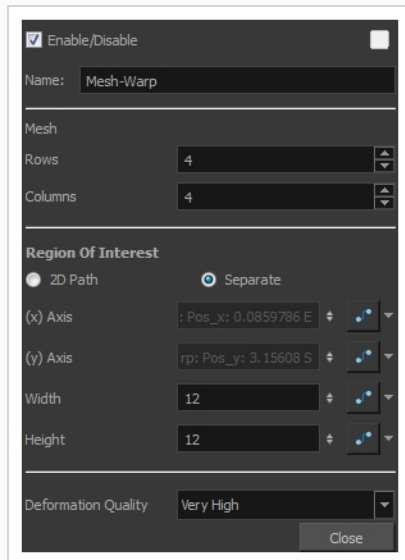 Enable/Disable
Name: Mesh-Warp
Mesh
Rows 4
Columns 4
Region Of Interest
2D Path Separate
(x) Axis : Pos_x: 0.0859786 E
(y) Axis rp: Pos_y: 3.15608 S
Width 12
Height 12
Deformation Quality Very High
Close